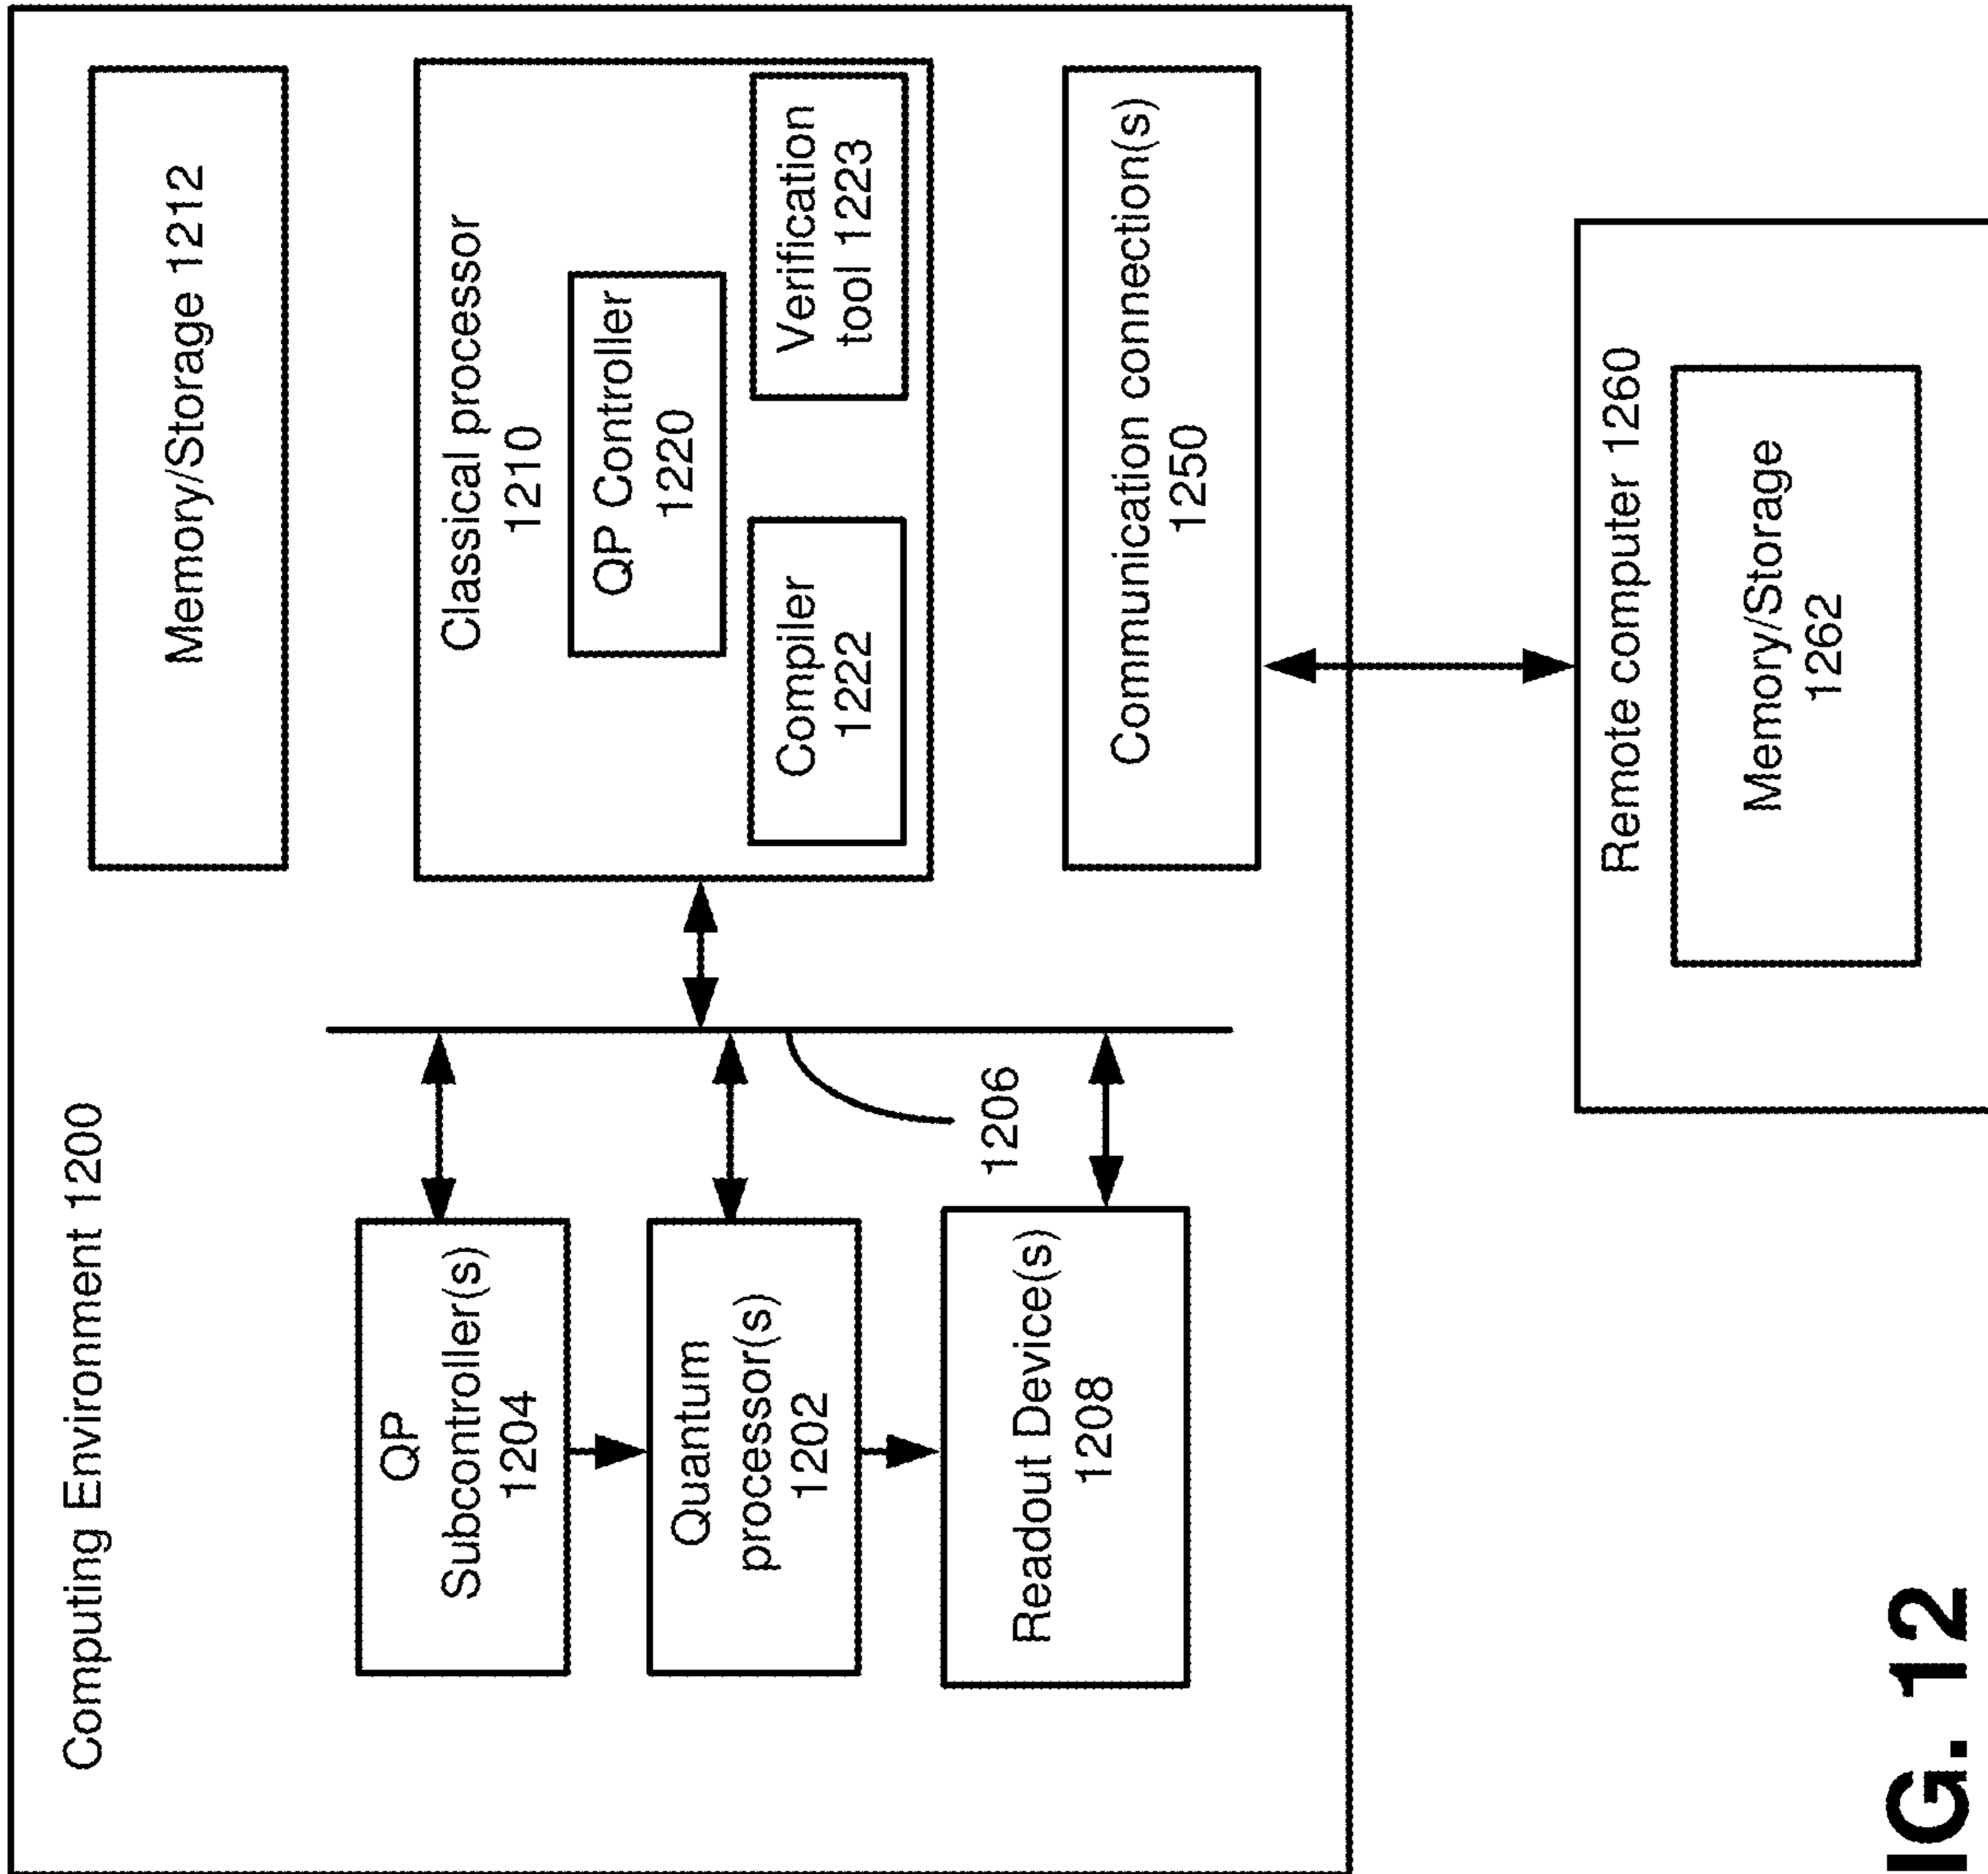 Computing Environment 1200
QP
Subcontroller(s)
1204
Quantum
processor(s)
1202
Readout Device(s)
1208
1206
Memory/Storage 1212
Classical processor
1210
QP Controller
1220
Compiler
1222
Verification
tool 1223
Communication connection(s)
1250
Remote computer 1260
Memory/Storage
1262
IG. 12